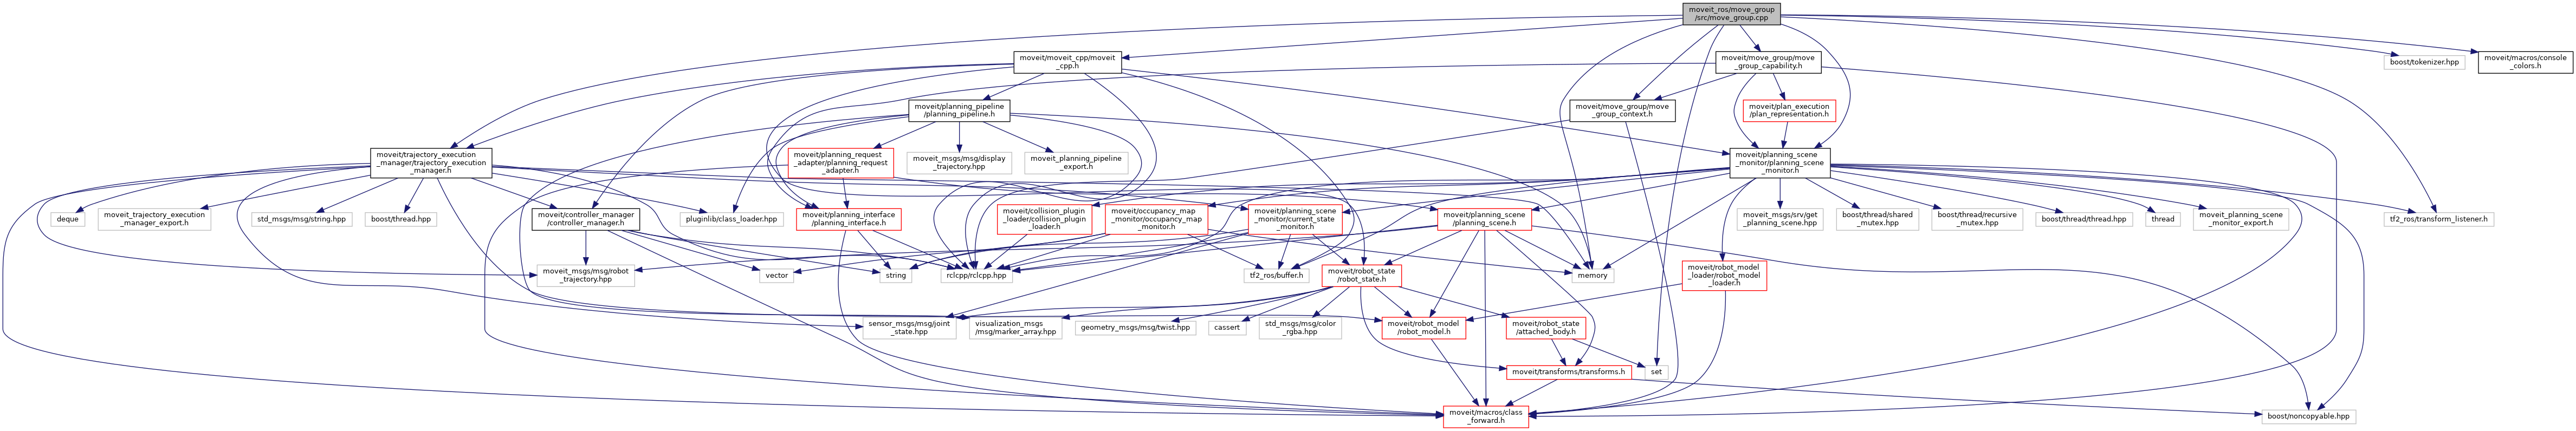 moveit_ros/move_group
/src/move_group.cpp
moveit/moveit_cpp/moveit
_cpp.h
moveit/move_group/move
_group_capability.h
boost/tokenizer.hpp
moveit/macros/console
_colors.h
moveit/planning_pipeline
/planning_pipeline.h
moveit/move_group/move
_group_context.h
moveit/plan_execution
/plan_representation.h
moveit/trajectory_execution
_manager/trajectory_execution
_manager.h
moveit/planning_request
_adapter/planning_request
_adapter.h
moveit_msgs/msg/display
_trajectory.hpp
moveit_planning_pipeline
_export.h
moveit/planning_scene
_monitor/planning_scene
_monitor.h
deque
moveit_trajectory_execution
_manager_export.h
std_msgs/msg/string.hpp
boost/thread.hpp
moveit/controller_manager
/controller_manager.h
pluginlib/class_loader.hpp
moveit/planning_interface
/planning_interface.h
moveit/collision_plugin
_loader/collision_plugin
_loader.h
moveit/occupancy_map
_monitor/occupancy_map
_monitor.h
moveit/planning_scene
_monitor/current_state
_monitor.h
moveit/planning_scene
/planning_scene.h
moveit_msgs/srv/get
_planning_scene.hpp
boost/thread/shared
_mutex.hpp
boost/thread/recursive
_mutex.hpp
boost/thread/thread.hpp
thread
moveit_planning_scene
_monitor_export.h
tf2_ros/transform_listener.h
moveit_msgs/msg/robot
_trajectory.hpp
vector
string
rclcpp/rclcpp.hpp
tf2_ros/buffer.h
moveit/robot_state
/robot_state.h
memory
moveit/robot_model
_loader/robot_model
_loader.h
sensor_msgs/msg/joint
_state.hpp
visualization_msgs
/msg/marker_array.hpp
geometry_msgs/msg/twist.hpp
cassert
std_msgs/msg/color
_rgba.hpp
moveit/robot_model
/robot_model.h
moveit/robot_state
/attached_body.h
moveit/transforms/transforms.h
set
moveit/macros/class
_forward.h
boost/noncopyable.hpp